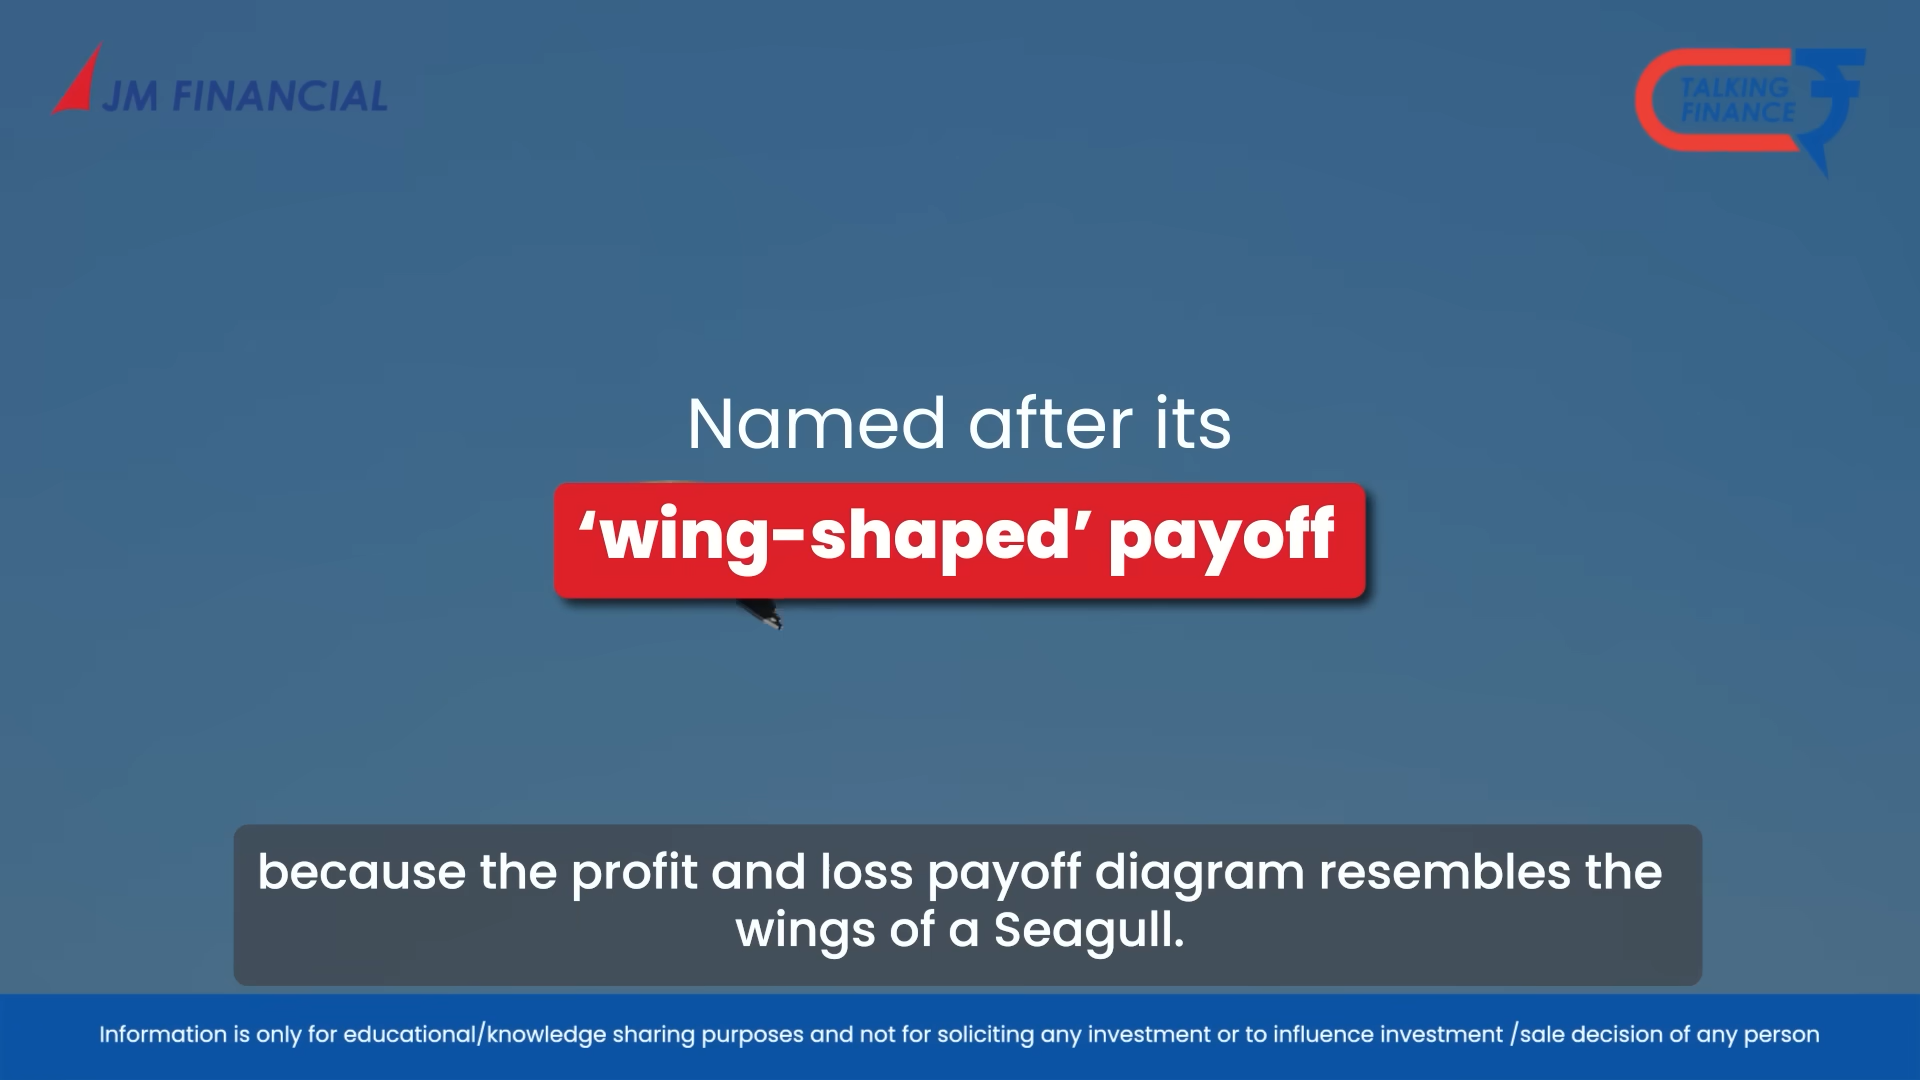 JM FINANCIAL
TALKING
FINANCE
Named after its
‘wing-shaped’ payoff
because the profit and loss payoff diagram resembles the
wings of a Seagull.
Information is only for educational/knowledge sharing purposes and not for soliciting any investment or to influence investment /sale decision of any person